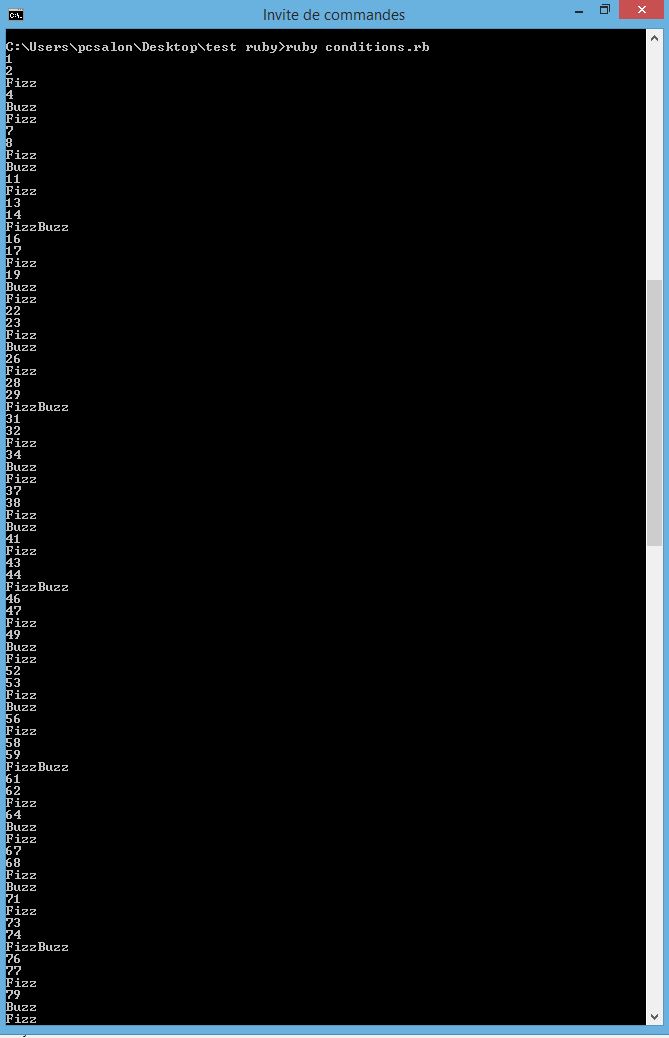 Invite de commandes
C:\Users\pcsalon\Desktop\test ruby>ruby conditions.rb
1
2
Fizz
4
Buzz
Fizz
7
8
Fizz
Buzz
11
Fizz
13
14
FizzBuzz
16
17
Fizz
19
Buzz
Fizz
22
23
Fizz
Buzz
26
Fizz
28
29
FizzBuzz
31
32
Fizz
34
Buzz
Fizz
37
38
Fizz
Buzz
41
Fizz
43
44
FizzBuzz
46
47
Fizz
49
Buzz
Fizz
52
53
Fizz
Buzz
56
Fizz
58
59
FizzBuzz
61
62
Fizz
64
Buzz
Fizz
67
68
Fizz
Buzz
71
Fizz
73
74
FizzBuzz
76
77
Fizz
79
Buzz
Fizz